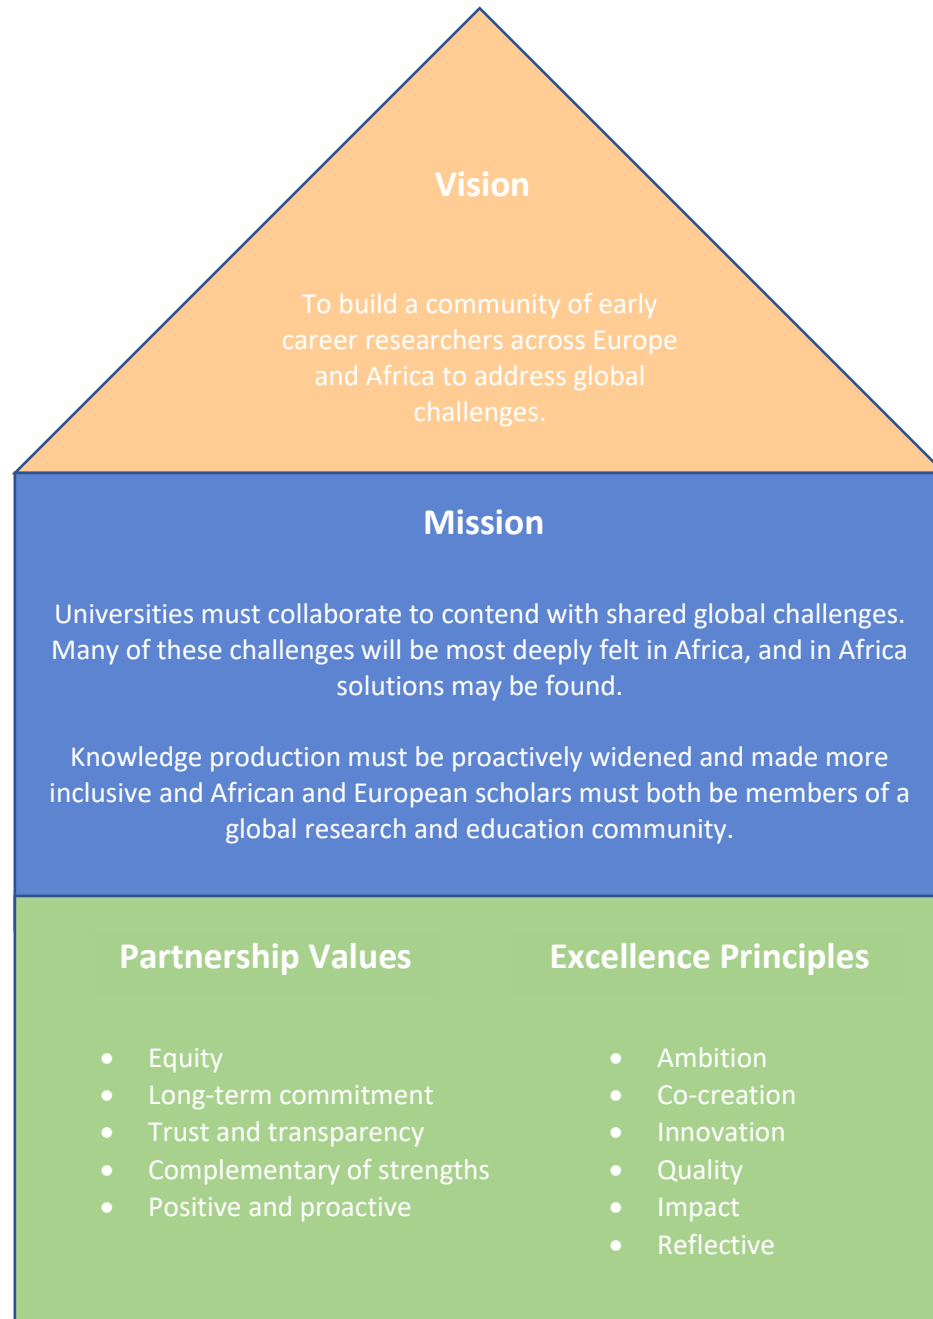 Vision
To build a community of early
career researchers across Europe
and Africa to address global
challenges.
Mission
Universities must collaborate to contend with shared global challenges.
Many of these challenges will be most deeply felt in Africa, and in Africa
solutions may be found.
Knowledge production must be proactively widened and made more
inclusive and African and European scholars must both be members of a
global research and education community.
Partnership Values
• Equity
• Long-term commitment
• Trust and transparency
• Complementary of strengths
• Positive and proactive
Excellence Principles
• Ambition
• Co-creation
• Innovation
• Quality
• Impact
• Reflective